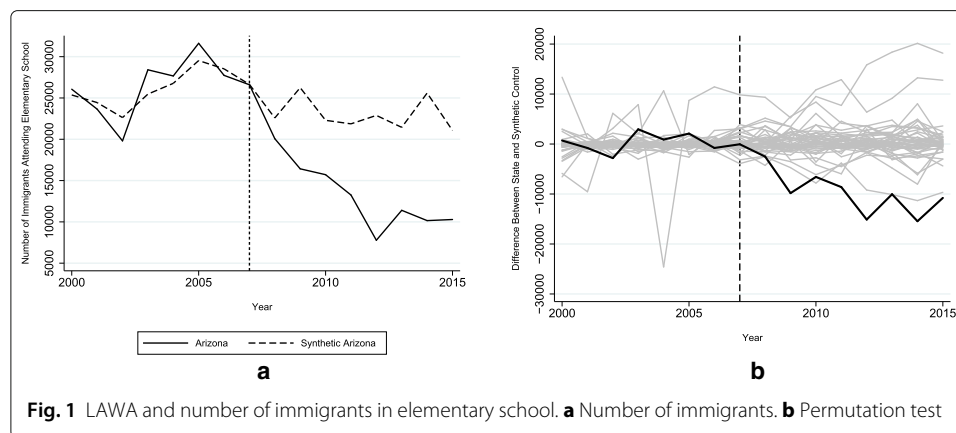 Number of Immigrants Attending Elementary School
30000
25000
20000
15000
10000
5000
2000
2005
2010
2015
Year
Arizona
Synthetic Arizona
a
Difference Between State and Synthetic Control
20000
10000
0
−10000
−20000
−30000
2000
2005
2010
2015
Year
b
Fig. 1 LAWA and number of immigrants in elementary school. a Number of immigrants. b Permutation test